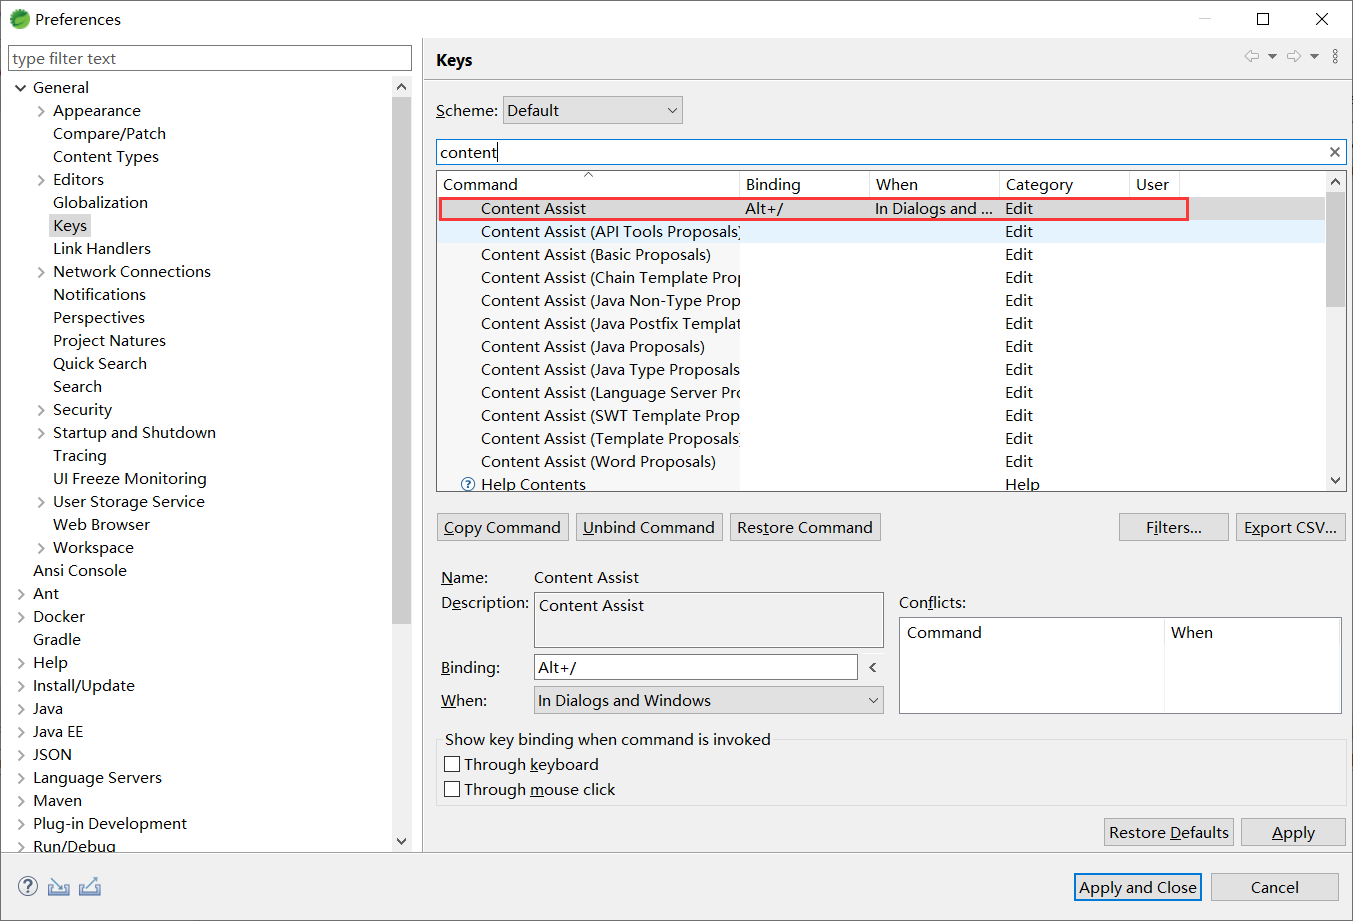 Preferences
type filter text
General
Appearance
Compare/Patch
Content Types
Editors
Globalization
Keys
Link Handlers
Network Connections
Notifications
Perspectives
Project Natures
Quick Search
Search
Security
Startup and Shutdown
Tracing
UI Freeze Monitoring
User Storage Service
Web Browser
Workspace
Ansi Console
Ant
Docker
Gradle
Help
Install/Update
Java
Java EE
JSON
Language Servers
Maven
Plug-in Development
Run/Debug
Keys
Scheme: Default
content
Command Binding When Category User
Content Assist Alt+/ In Dialogs and ... Edit
Content Assist (API Tools Proposals) Edit
Content Assist (Basic Proposals) Edit
Content Assist (Chain Template Prop Edit
Content Assist (Java Non-Type Prop Edit
Content Assist (Java Postfix Templat Edit
Content Assist (Java Proposals) Edit
Content Assist (Java Type Proposals Edit
Content Assist (Language Server Pro Edit
Content Assist (SWT Template Prop Edit
Content Assist (Template Proposals) Edit
Content Assist (Word Proposals) Edit
Help Contents Help
Copy Command Unbind Command Restore Command Filters... Export CSV...
Name: Content Assist
Description: Content Assist
Binding: Alt+/ <
When: In Dialogs and Windows
Conflicts:
Command When
Show key binding when command is invoked
Through keyboard
Through mouse click
Restore Defaults Apply
Apply and Close Cancel